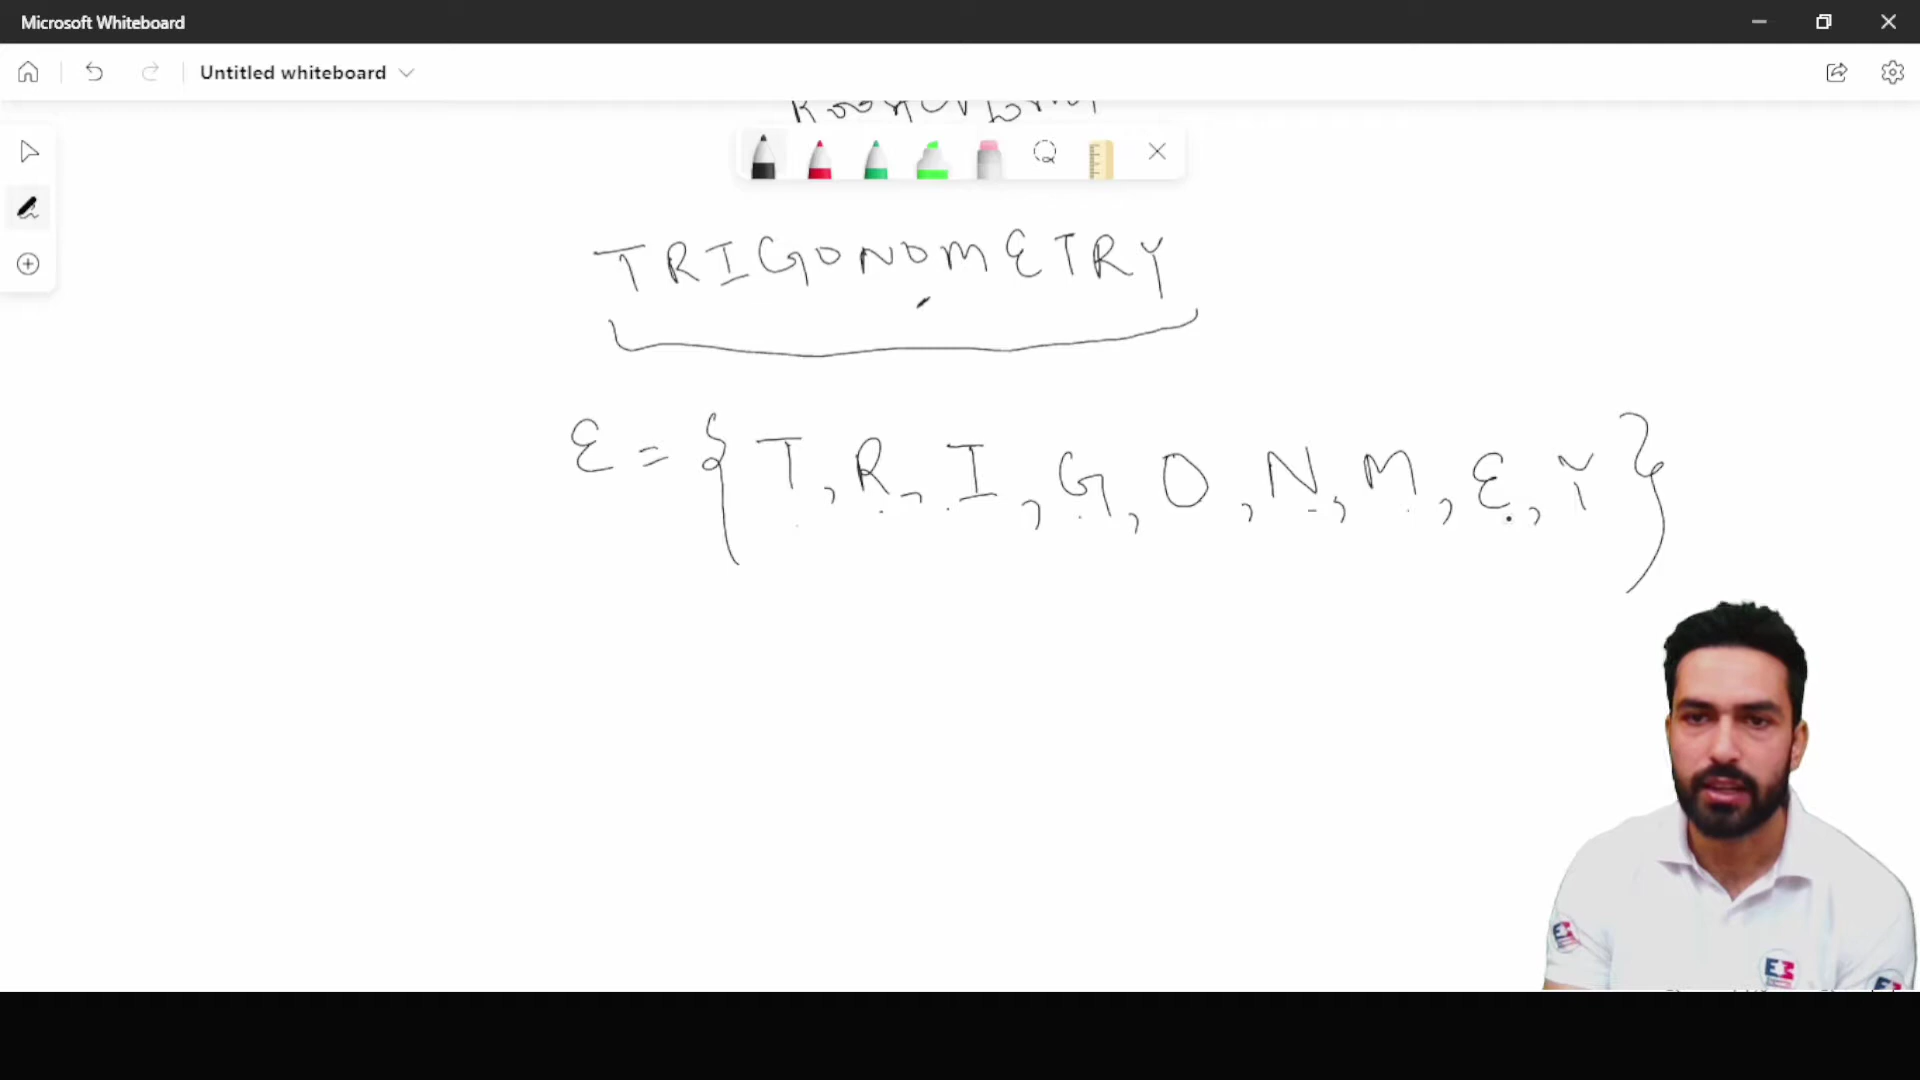 Microsoft Whiteboard
Untitled whiteboard
TRIGONOMETRY
E = { T, R, I, G, O, N, M, E, Y }